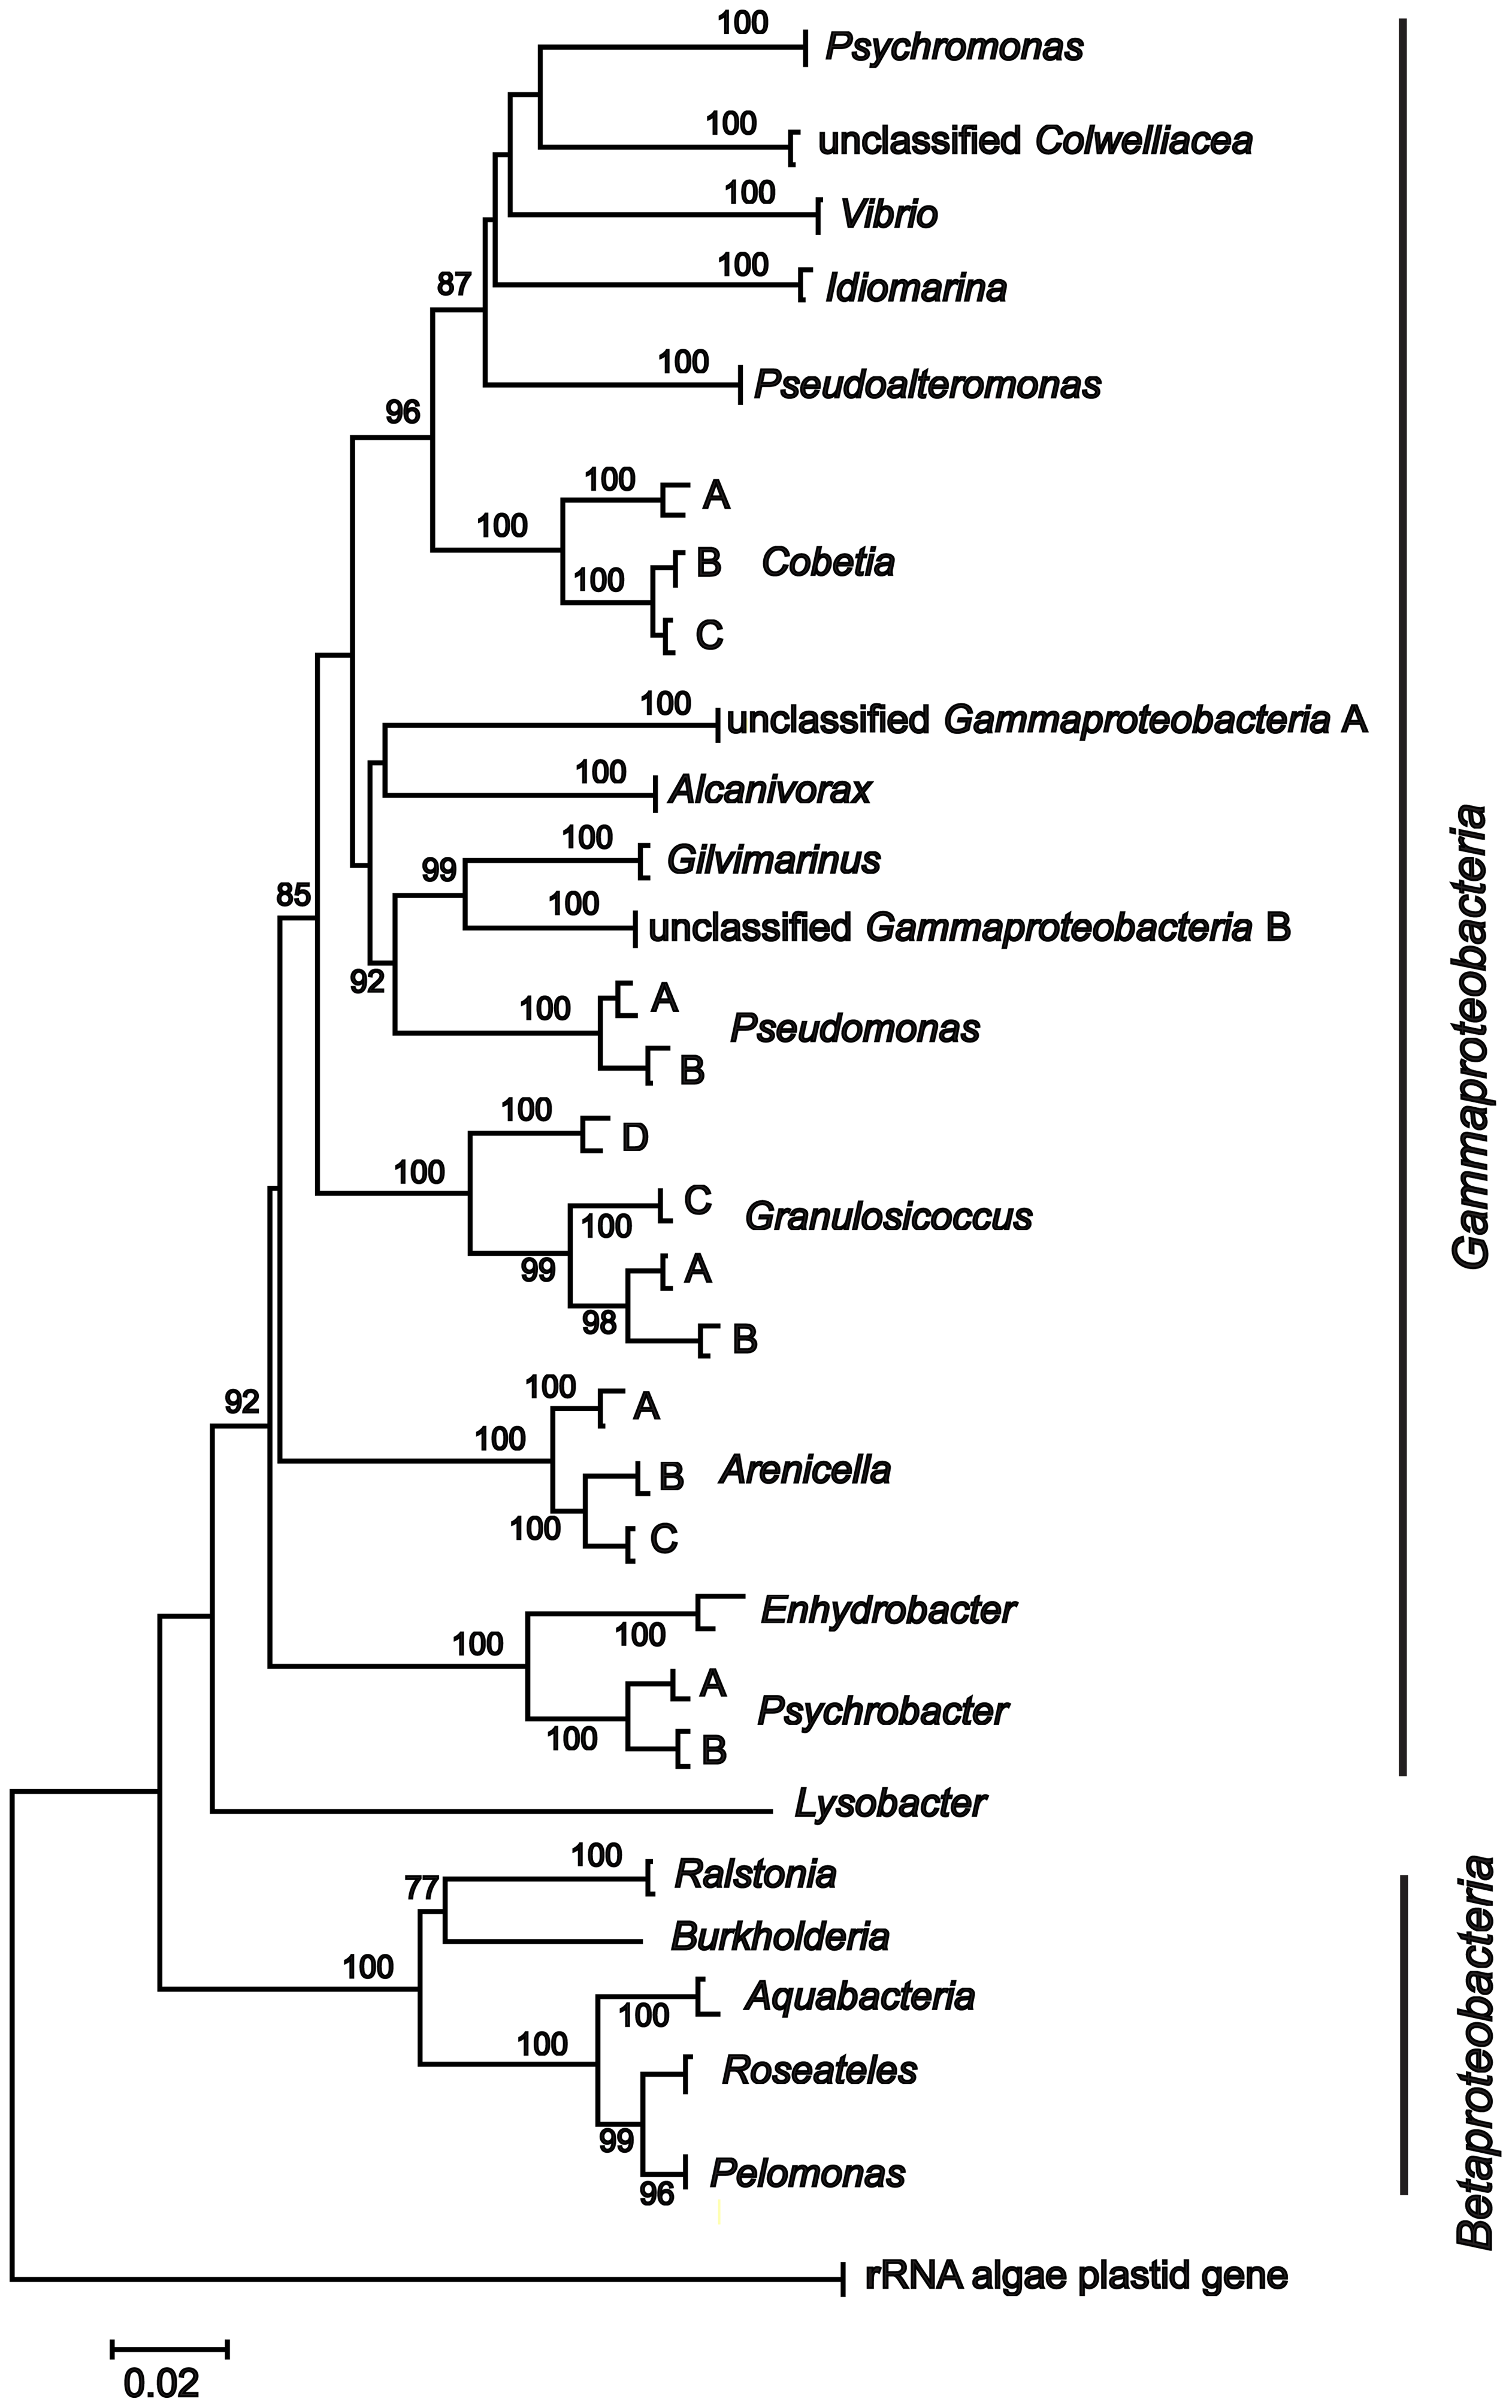 100
Psychromonas
100
unclassified Colwelliacea
100
Vibrio
100
Idiomarina
87
100
Pseudoalteromonas
96
100
A
100
B
Cobetia
100
C
100
unclassified Gammaproteobacteria A
100
Alcanivorax
100
Gilvimarinus
99
85
100
unclassified Gammaproteobacteria B
92
A
100
Pseudomonas
B
100
D
100
C
Granulosicoccus
100
99
A
98
B
100
A
92
100
B
Arenicella
100
C
Enhydrobacter
100
100
A
Psychrobacter
100
B
Lysobacter
Gammaproteobacteria
100
Ralstonia
77
Burkholderia
100
Aquabacteria
100
100
Roseateles
99
Pelomonas
96
Betaproteobacteria
rRNA algae plastid gene
0.02